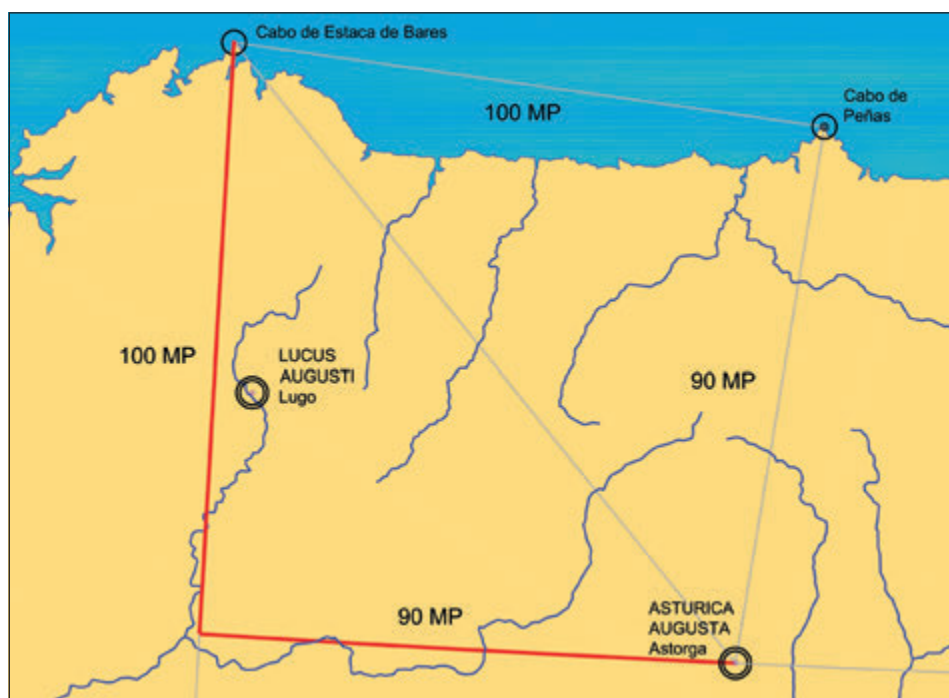 Cabo de Estaca de Bares
Cabo de
Peñas
100 MP
100 MP
LUCUS
AUGUSTI
Lugo
90 MP
90 MP
ASTURICA
AUGUSTA
Astorga